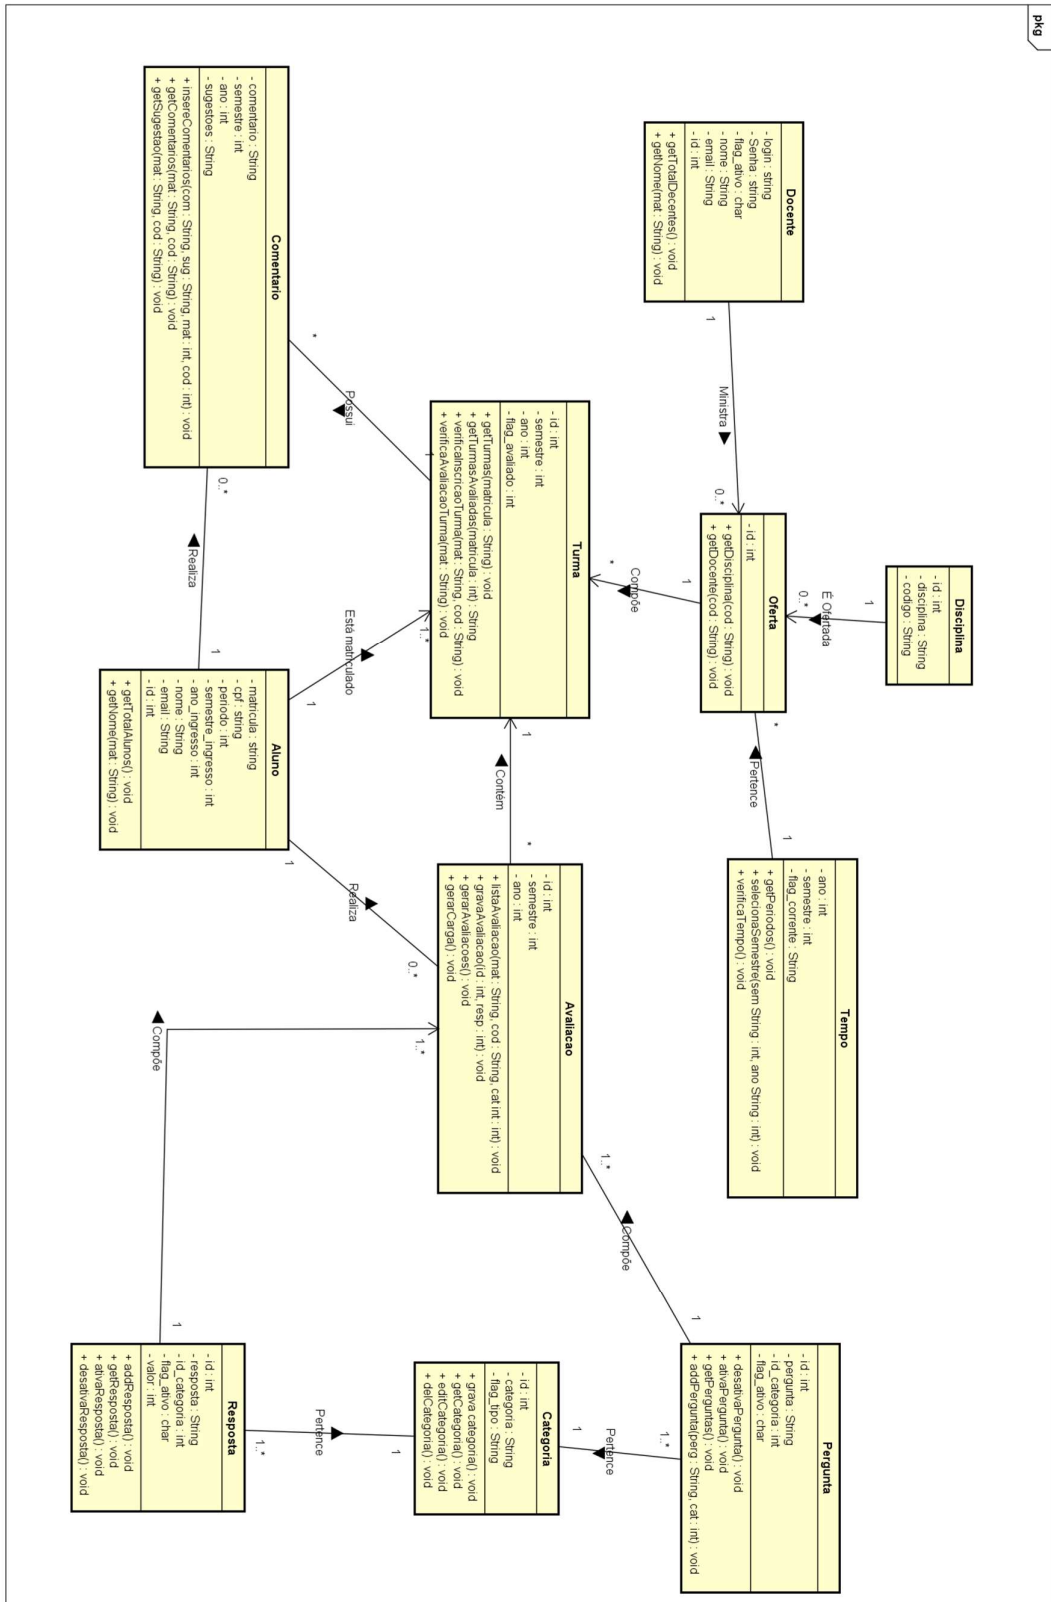 pkg
Disciplina
- id : int
- disciplina : String
- codigo : String
1
É Ofertada
0..*
Docente
- login : string
- Senha : string
- flag_ativo : char
- nome : String
- email : String
- id : int
+ getTotalDecentes() : void
+ getNome(mat : String) : void
1
Ministra
0..*
Oferta
- id : int
+ getDisciplina(cod : String) : void
+ getDocente(cod : String) : void
*
Pertence
1
Tempo
- ano : int
- semestre : int
- flag_corrente : String
+ getPeriodos() : void
+ selecionaSemestre(sem String : int, ano String : int) : void
+ verificaTempo() : void
1
Compõe
*
Turma
- id : int
- semestre : int
- ano : int
- flag_avaliado : int
+ getTurmas(matricula : String) : void
+ getTurmasAvaliadas(matricula : int) : String
+ verificaInscricaoTurma(mat : String, cod : String) : void
+ verificaAvaliacaoTurma(mat : String) : void
1
Possui
*
Comentario
- comentario : String
- semestre : int
- ano : int
- sugestoes : String
+ insereComentarios(com : String, sug : String, mat : int, cod : int) : void
+ getComentarios(mat : String, cod : String) : void
+ getSugestao(mat : String, cod : String) : void
0..*
Realiza
1
Aluno
- matricula : string
- cpf : string
- periodo : int
- semestre_ingresso : int
- ano_ingresso : int
- nome : String
- email : String
- id : int
+ getTotalAlunos() : void
+ getNome(mat : String) : void
1
Está matriculado
1..*
1
Contém
*
1
Realiza
0..*
Avaliacao
- id : int
- semestre : int
- ano : int
+ listaAvaliacao(mat : String, cod : String, cat int : int) : void
+ gravaAvaliacao(id : int, resp : int) : void
+ gerarAvaliacoes() : void
+ gerarCarga() : void
1..*
Compõe
1
Pergunta
- id : int
- pergunta : String
- id_categoria : int
- flag_ativo : char
+ desativaPergunta() : void
+ ativaPergunta() : void
+ getPerguntas() : void
+ addPergunta(perg : String, cat : int) : void
1..*
Pertence
1
Categoria
- id : int
- categoria : String
- flag_tipo : String
+ grava categoria() : void
+ getCategoria() : void
+ editCategoria() : void
+ delCategoria() : void
1
Pertence
1..*
Resposta
- id : int
- resposta : String
- id_categoria : int
- flag_ativo : char
- valor : int
+ addResposta() : void
+ getResposta() : void
+ ativaResposta() : void
+ desativaResposta() : void
1
Compõe
1..*